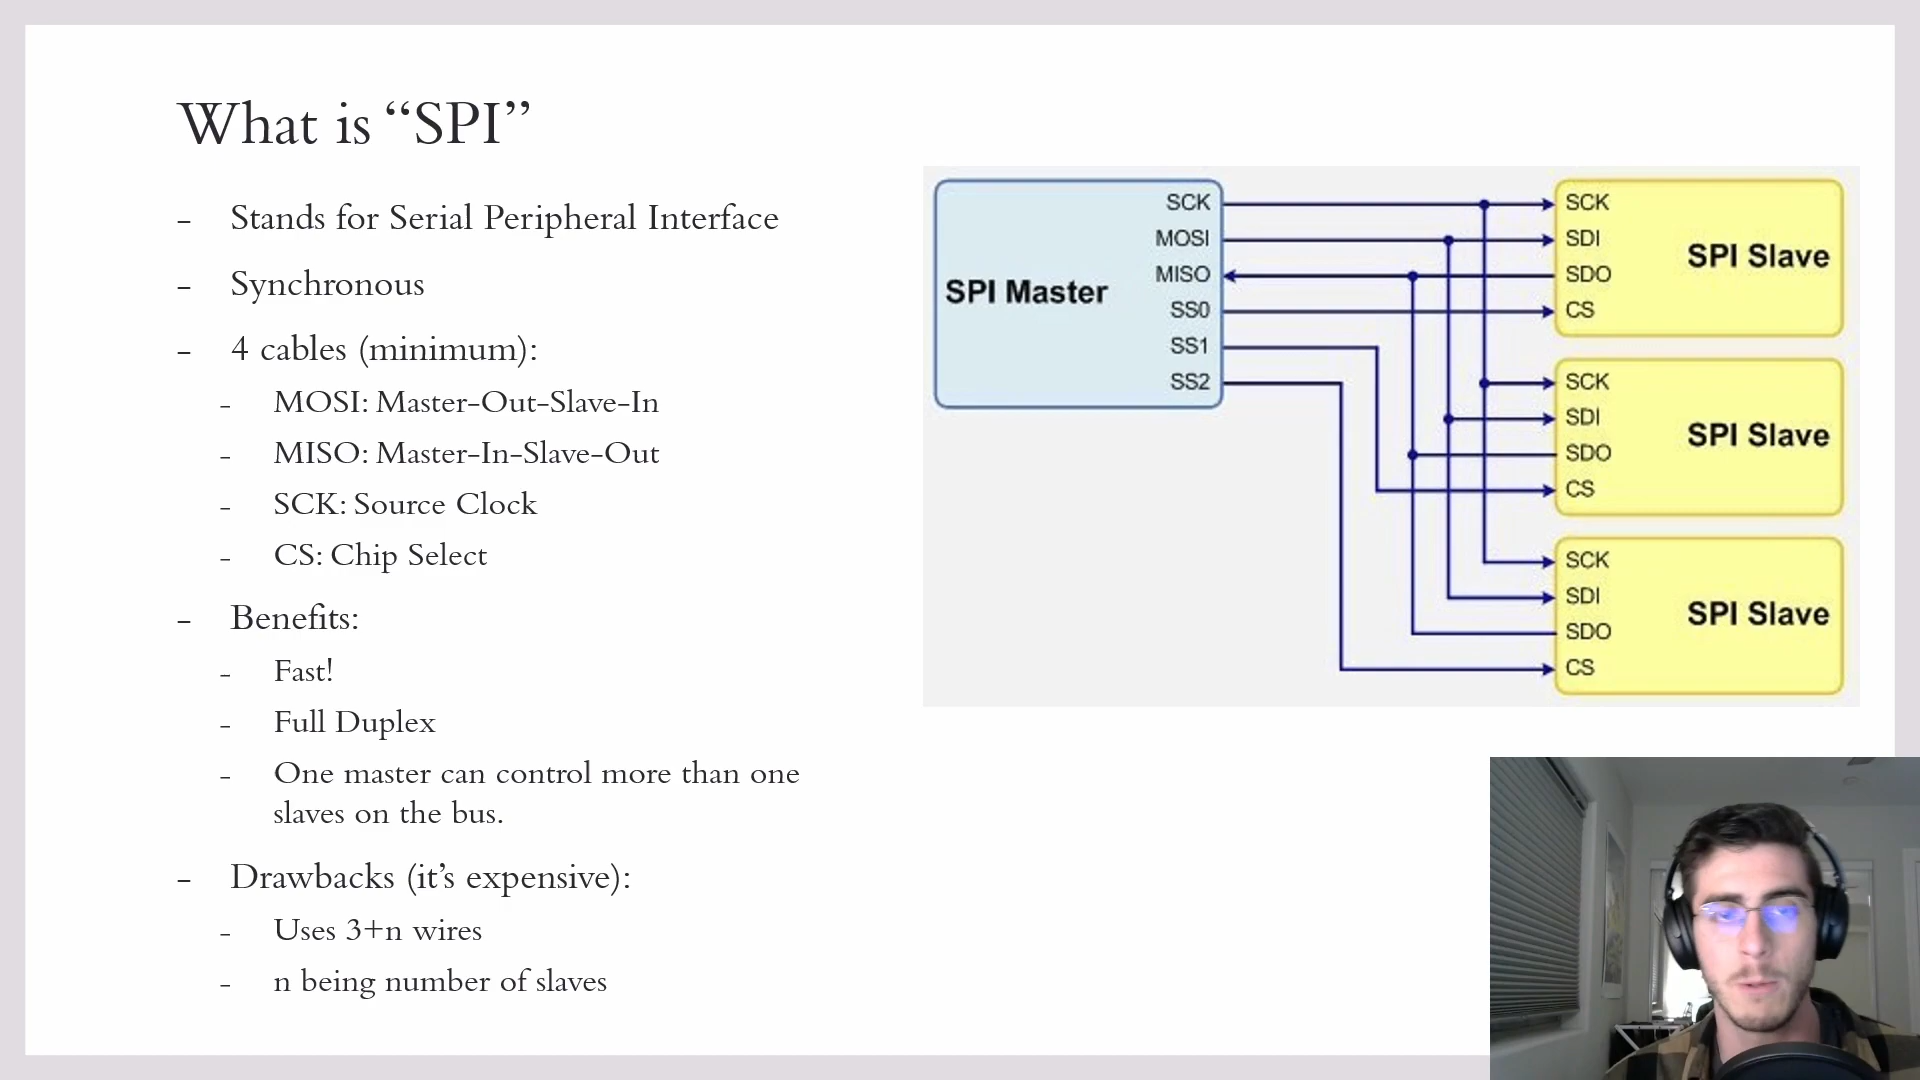 What is “SPI”
- Stands for Serial Peripheral Interface
- Synchronous
- 4 cables (minimum):
- MOSI: Master-Out-Slave-In
- MISO: Master-In-Slave-Out
- SCK: Source Clock
- CS: Chip Select
- Benefits:
- Fast!
- Full Duplex
- One master can control more than one
slaves on the bus.
- Drawbacks (it’s expensive):
- Uses 3+n wires
- n being number of slaves
SPI Master
SCK
MOSI
MISO
SS0
SS1
SS2
SCK
SDI
SDO
CS
SPI Slave
SCK
SDI
SDO
CS
SPI Slave
SCK
SDI
SDO
CS
SPI Slave